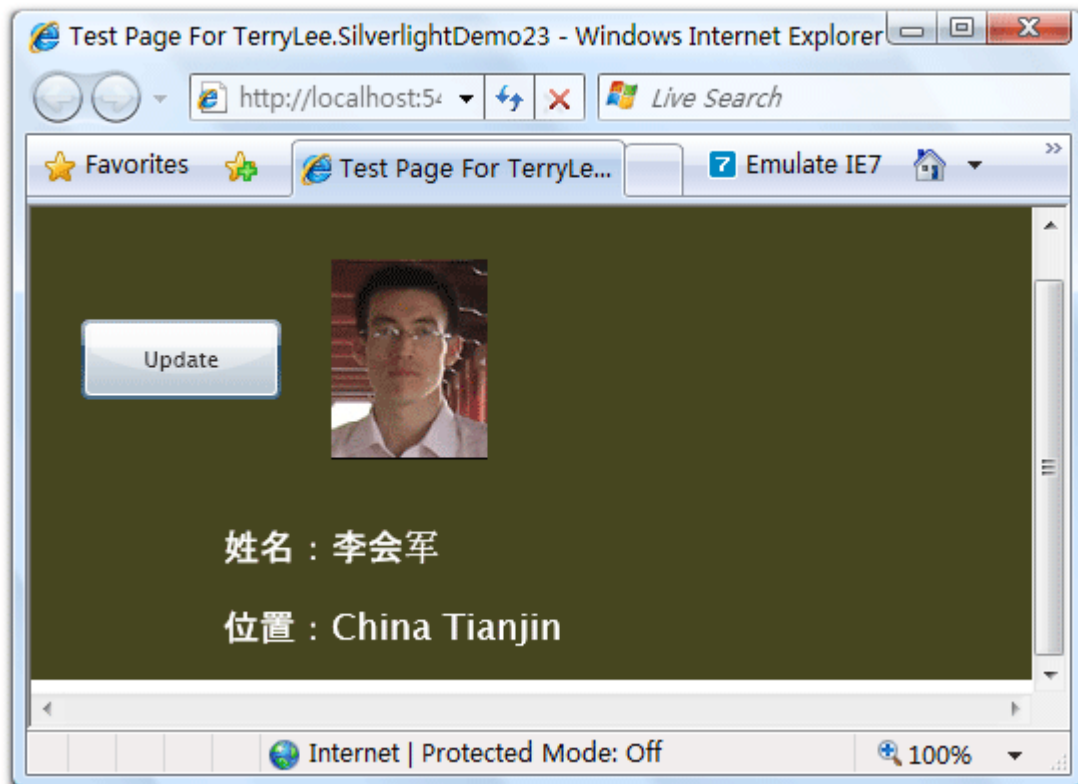 Test Page For TerryLee.SilverlightDemo23 - Windows Internet Explorer
http://localhost:54 Live Search
Favorites Test Page For TerryLe... 7 Emulate IE7 »
Update
姓名：李会军
位置：China Tianjin
Internet | Protected Mode: Off 100%